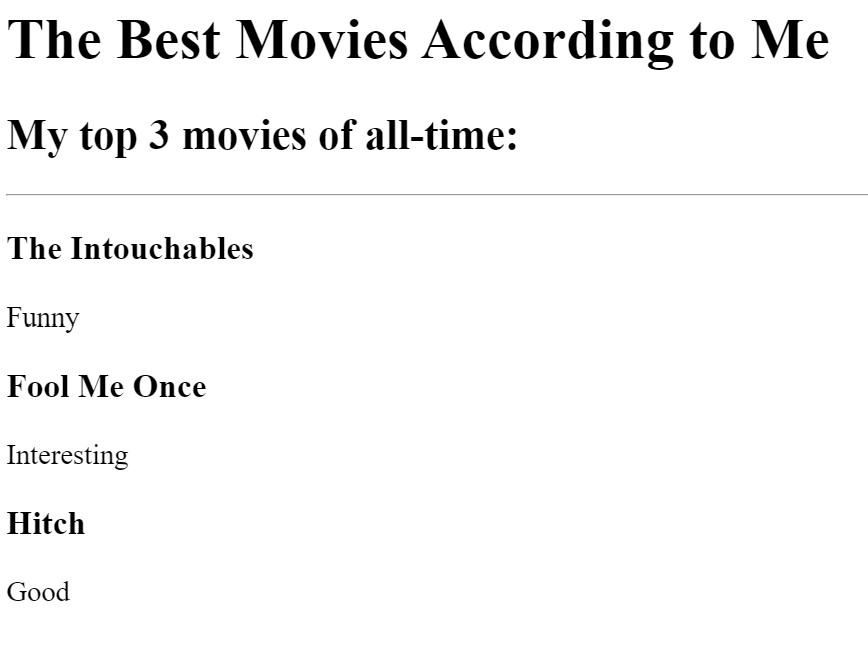 The Best Movies According to Me
My top 3 movies of all-time:
The Intouchables
Funny
Fool Me Once
Interesting
Hitch
Good